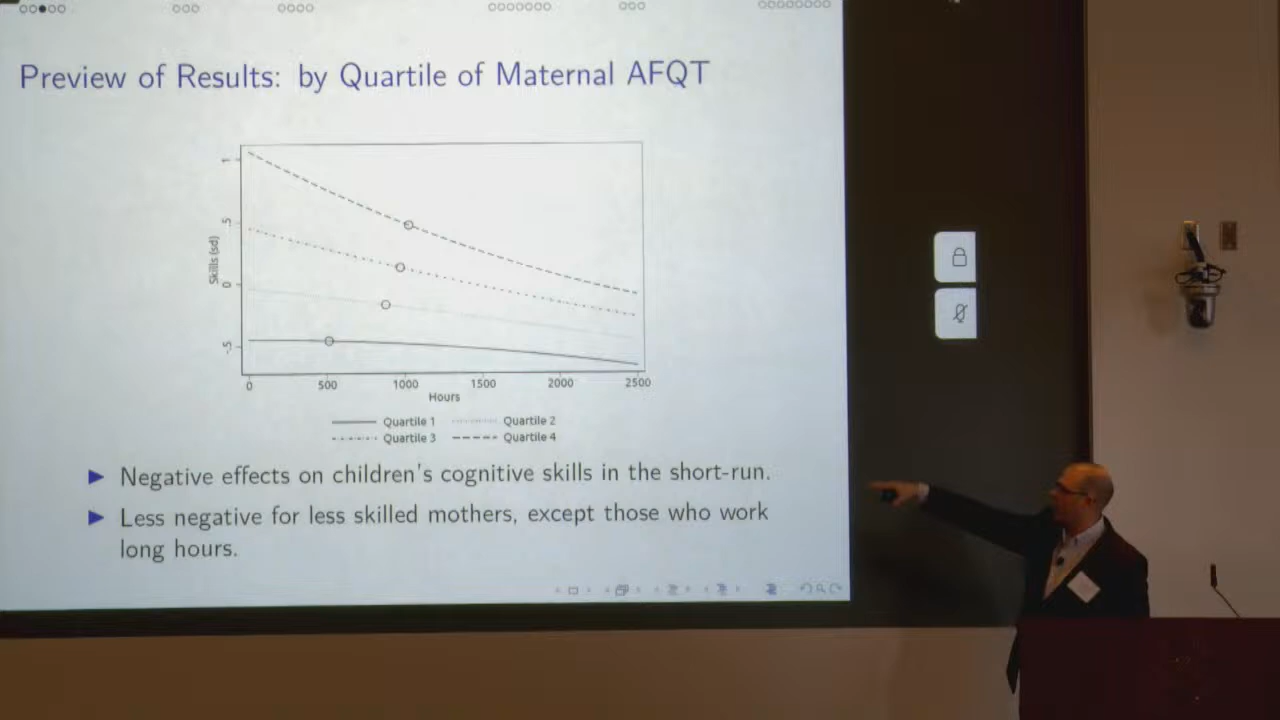 Preview of Results: by Quartile of Maternal AFQT
1
.5
0
-.5
Skills (sd)
0 500 1000 1500 2000 2500
Hours
Quartile 1 Quartile 2
Quartile 3 Quartile 4
Negative effects on children's cognitive skills in the short-run.
Less negative for less skilled mothers, except those who work
long hours.